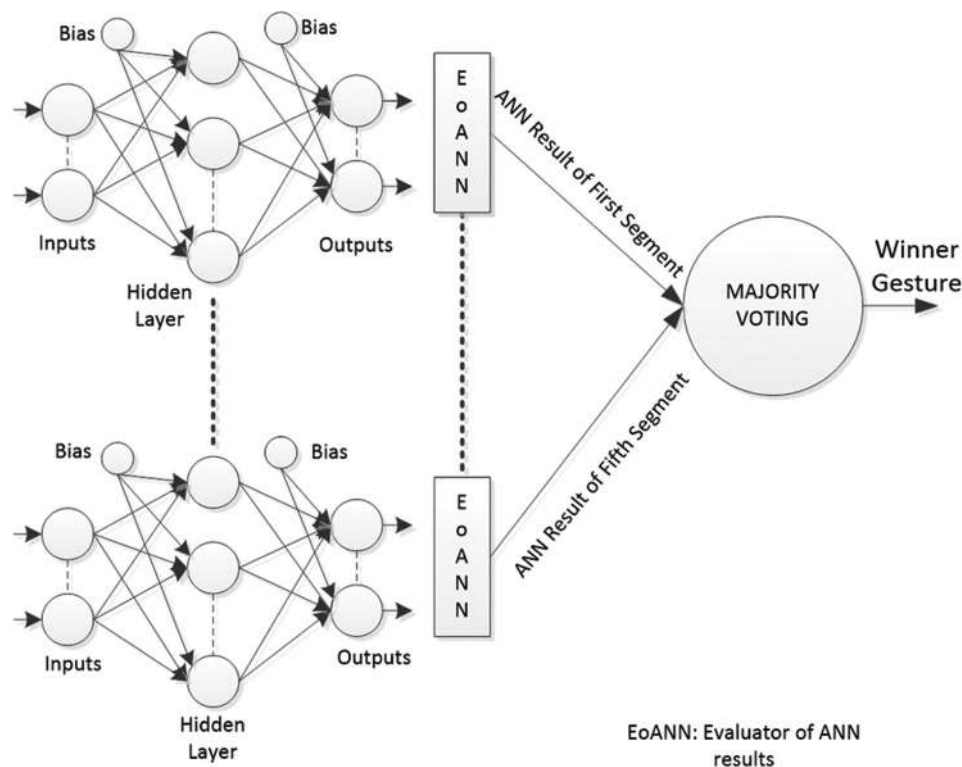 Bias
Bias
Inputs
Hidden
Layer
Outputs
E
o
A
N
N
ANN Result of First Segment
MAJORITY
VOTING
Winner
Gesture
ANN Result of Fifth Segment
Bias
Bias
Inputs
Hidden
Layer
Outputs
E
o
A
N
N
EoANN: Evaluator of ANN
results